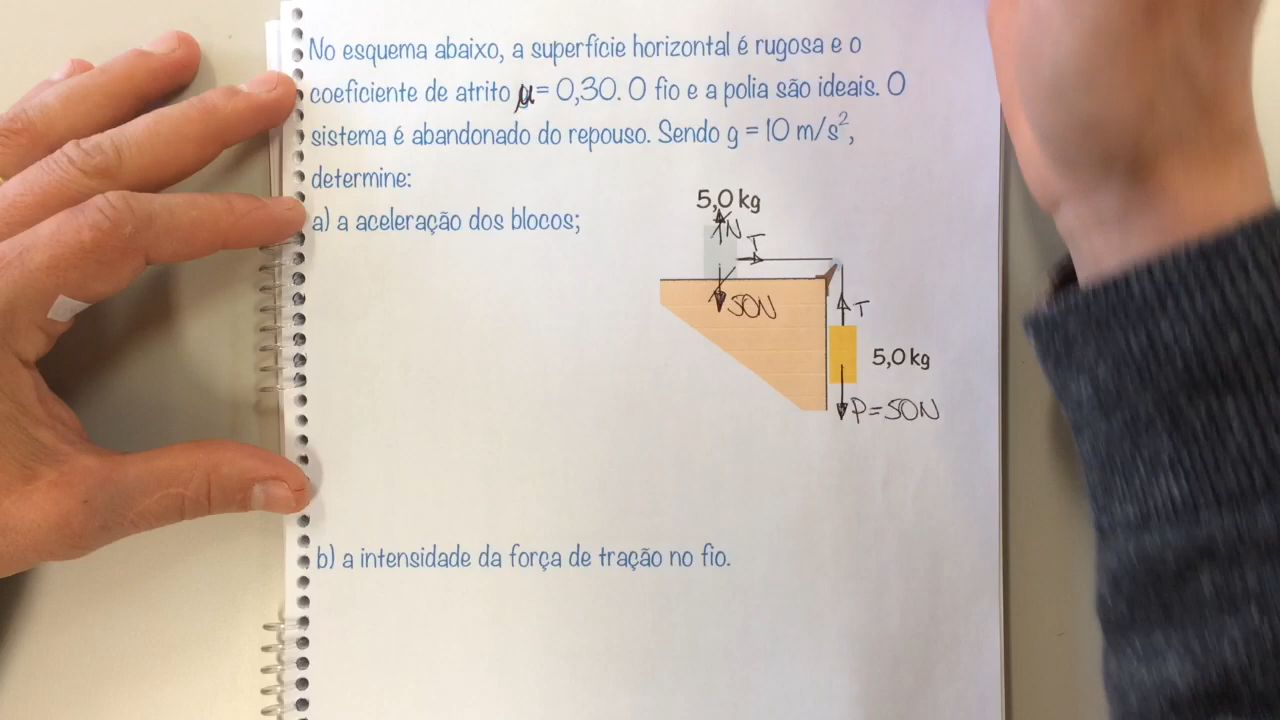 No esquema abaixo, a superfície horizontal é rugosa e o
coeficiente de atrito μ = 0,30. O fio e a polia são ideais. O
sistema é abandonado do repouso. Sendo g = 10 m/s²,
determine:
a) a aceleração dos blocos;
5,0 kg
N
T
50N
T
5,0 kg
P=50N
b) a intensidade da força de tração no fio.